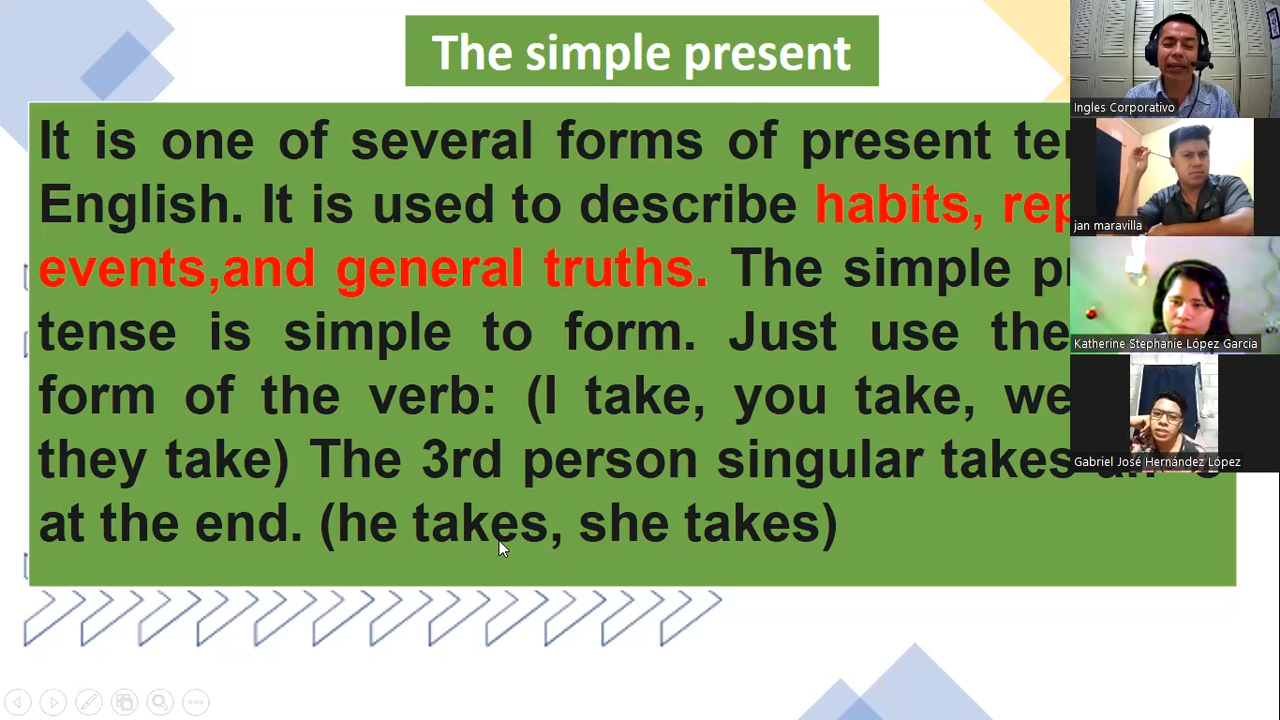 The simple present
It is one of several forms of present
English. It is used to describe habits,
events,and general truths. The simple
tense is simple to form. Just use the
form of the verb: (I take, you take, we
they take) The 3rd person singular takes
at the end. (he takes, she takes)
Ingles Corporativo
jan maravilla
Katherine Stephanie López Garcia
Gabriel José Hernández López